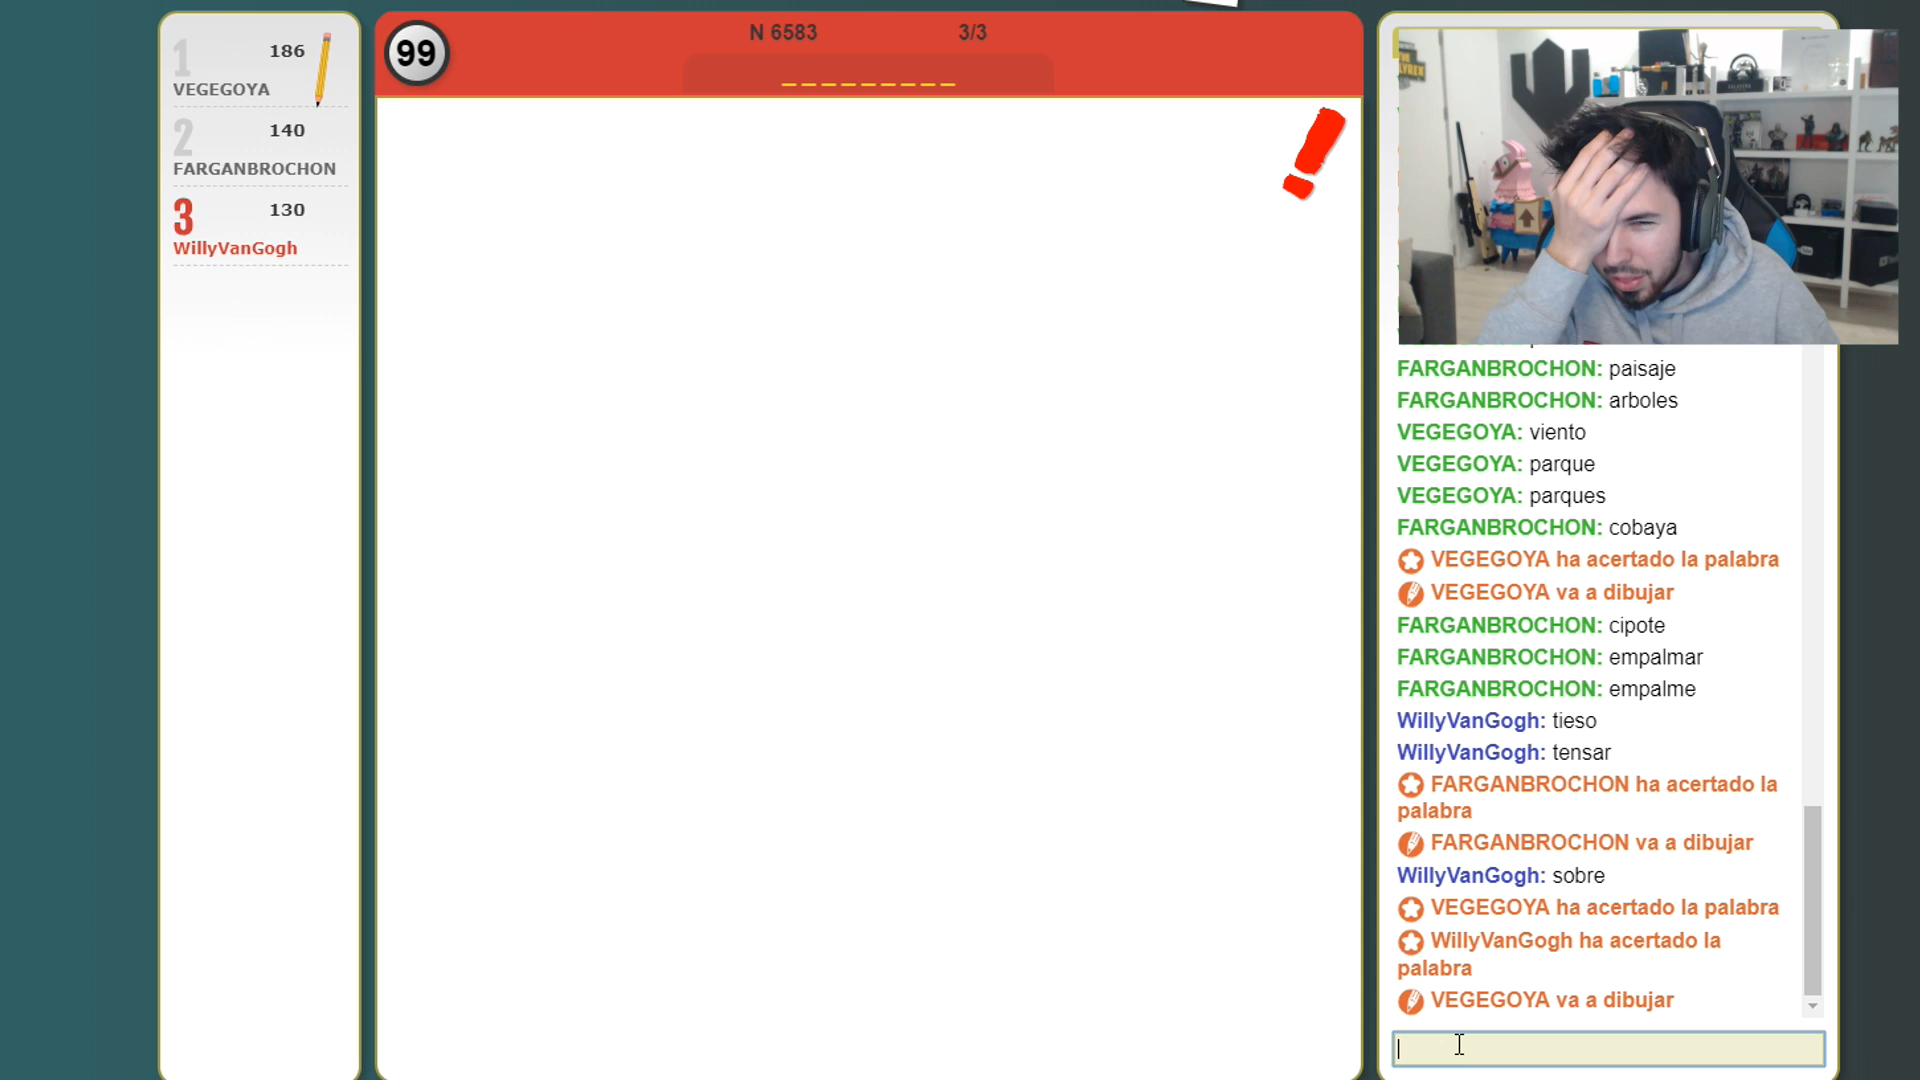 1 186
VEGEGOYA
2 140
FARGANBROCHON
3 130
WillyVanGogh
99
N 6583 3/3
_ _ _ _ _ _ _ _ _
FARGANBROCHON: paisaje
FARGANBROCHON: arboles
VEGEGOYA: viento
VEGEGOYA: parque
VEGEGOYA: parques
FARGANBROCHON: cobaya
VEGEGOYA ha acertado la palabra
VEGEGOYA va a dibujar
FARGANBROCHON: cipote
FARGANBROCHON: empalmar
FARGANBROCHON: empalme
WillyVanGogh: tieso
WillyVanGogh: tensar
FARGANBROCHON ha acertado la
palabra
FARGANBROCHON va a dibujar
WillyVanGogh: sobre
VEGEGOYA ha acertado la palabra
WillyVanGogh ha acertado la
palabra
VEGEGOYA va a dibujar